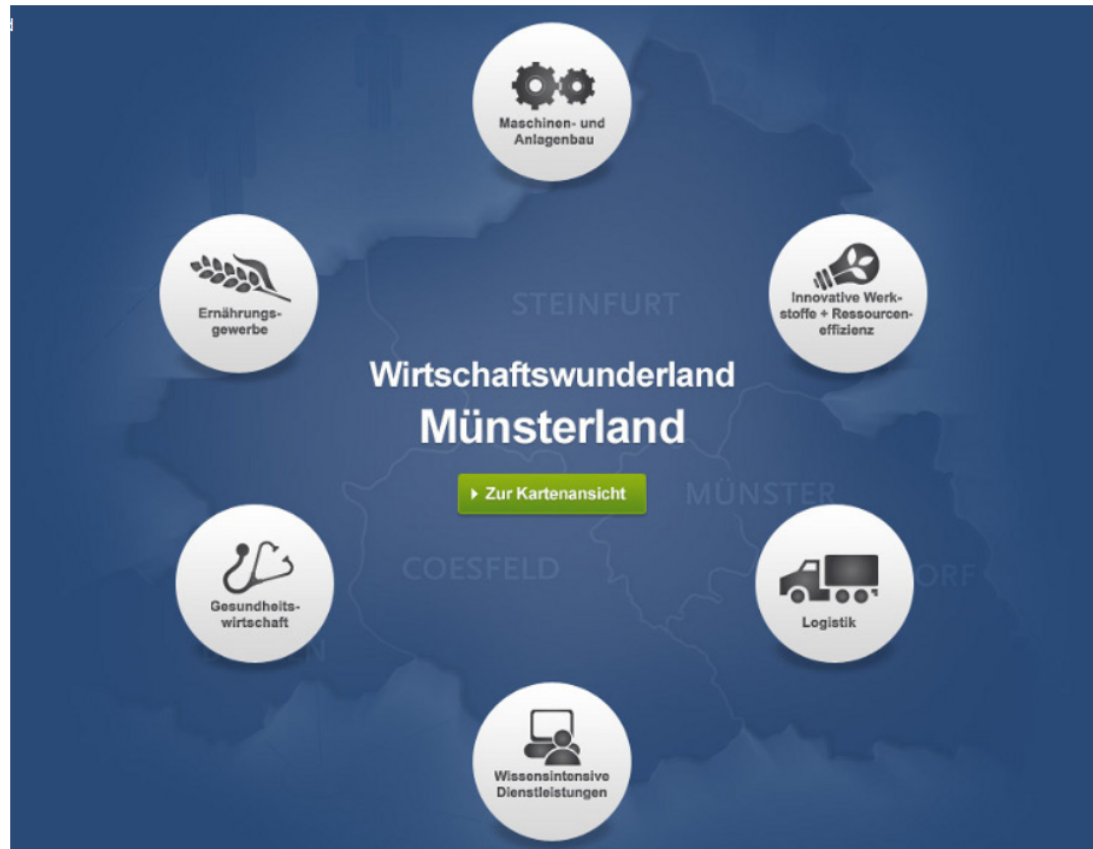 Maschinen- und
Anlagenbau
Ernährungs-
gewerbe
Innovative Werk-
stoffe + Ressourcen-
effizienz
STEINFURT
Wirtschaftswunderland
Münsterland
Zur Kartenansicht
MÜNSTER
COESFELD
ORF
Gesundheits-
wirtschaft
Logistik
Wissensintensive
Dienstleistungen